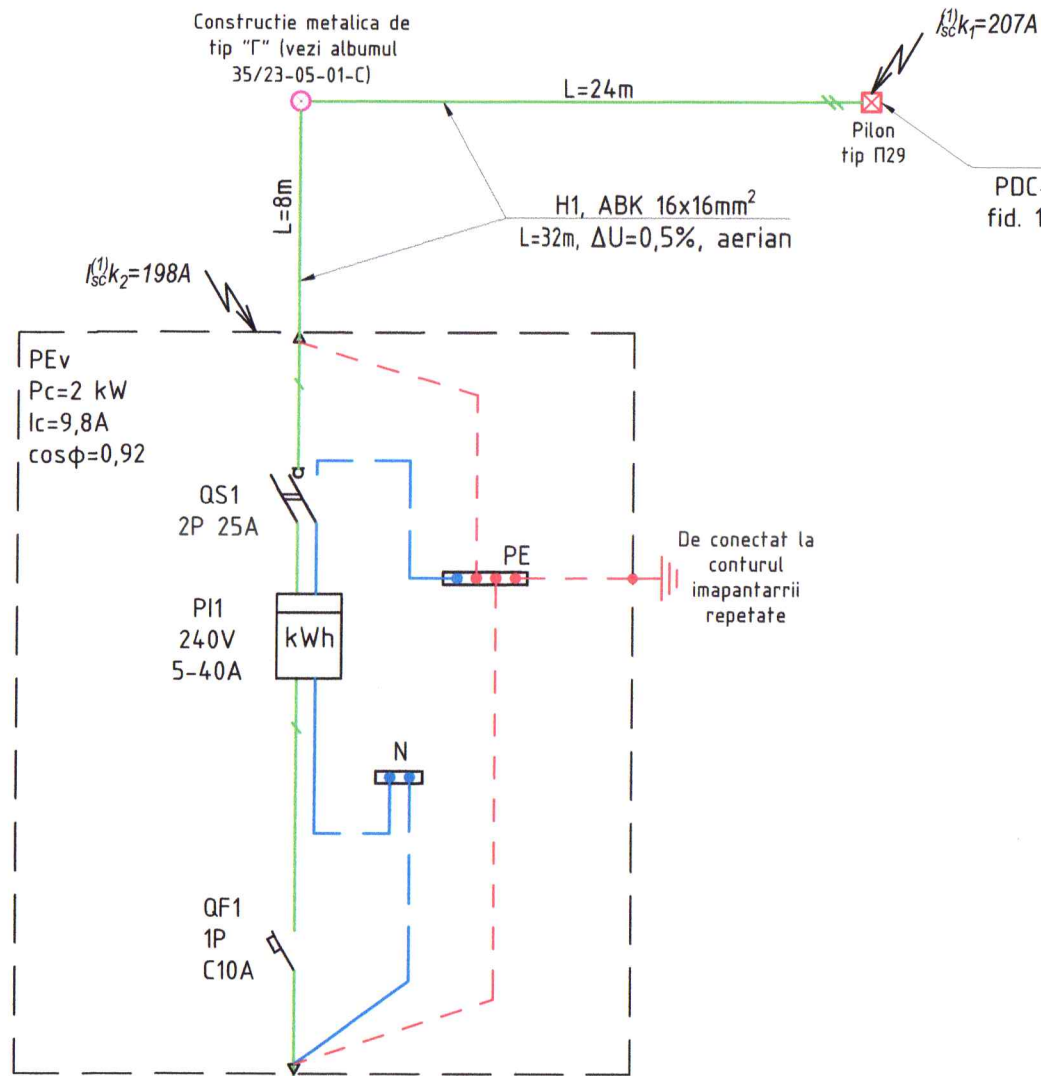 Constructie metalica de
tip "Г" (vezi albumul
35/23-05-01-C)
I(1)sck1=207A
L=24m
Pilon
tip П29
PDC-
fid. 1
L=8m
H1, ABK 16x16mm²
L=32m, ΔU=0,5%, aerian
I(1)sck2=198A
PEv
Pc=2 kW
Ic=9,8A
cosϕ=0,92
QS1
2P 25A
PE
De conectat la
conturul
imapantarrii
repetate
PI1
240V
5-40A
kWh
N
QF1
1P
C10A